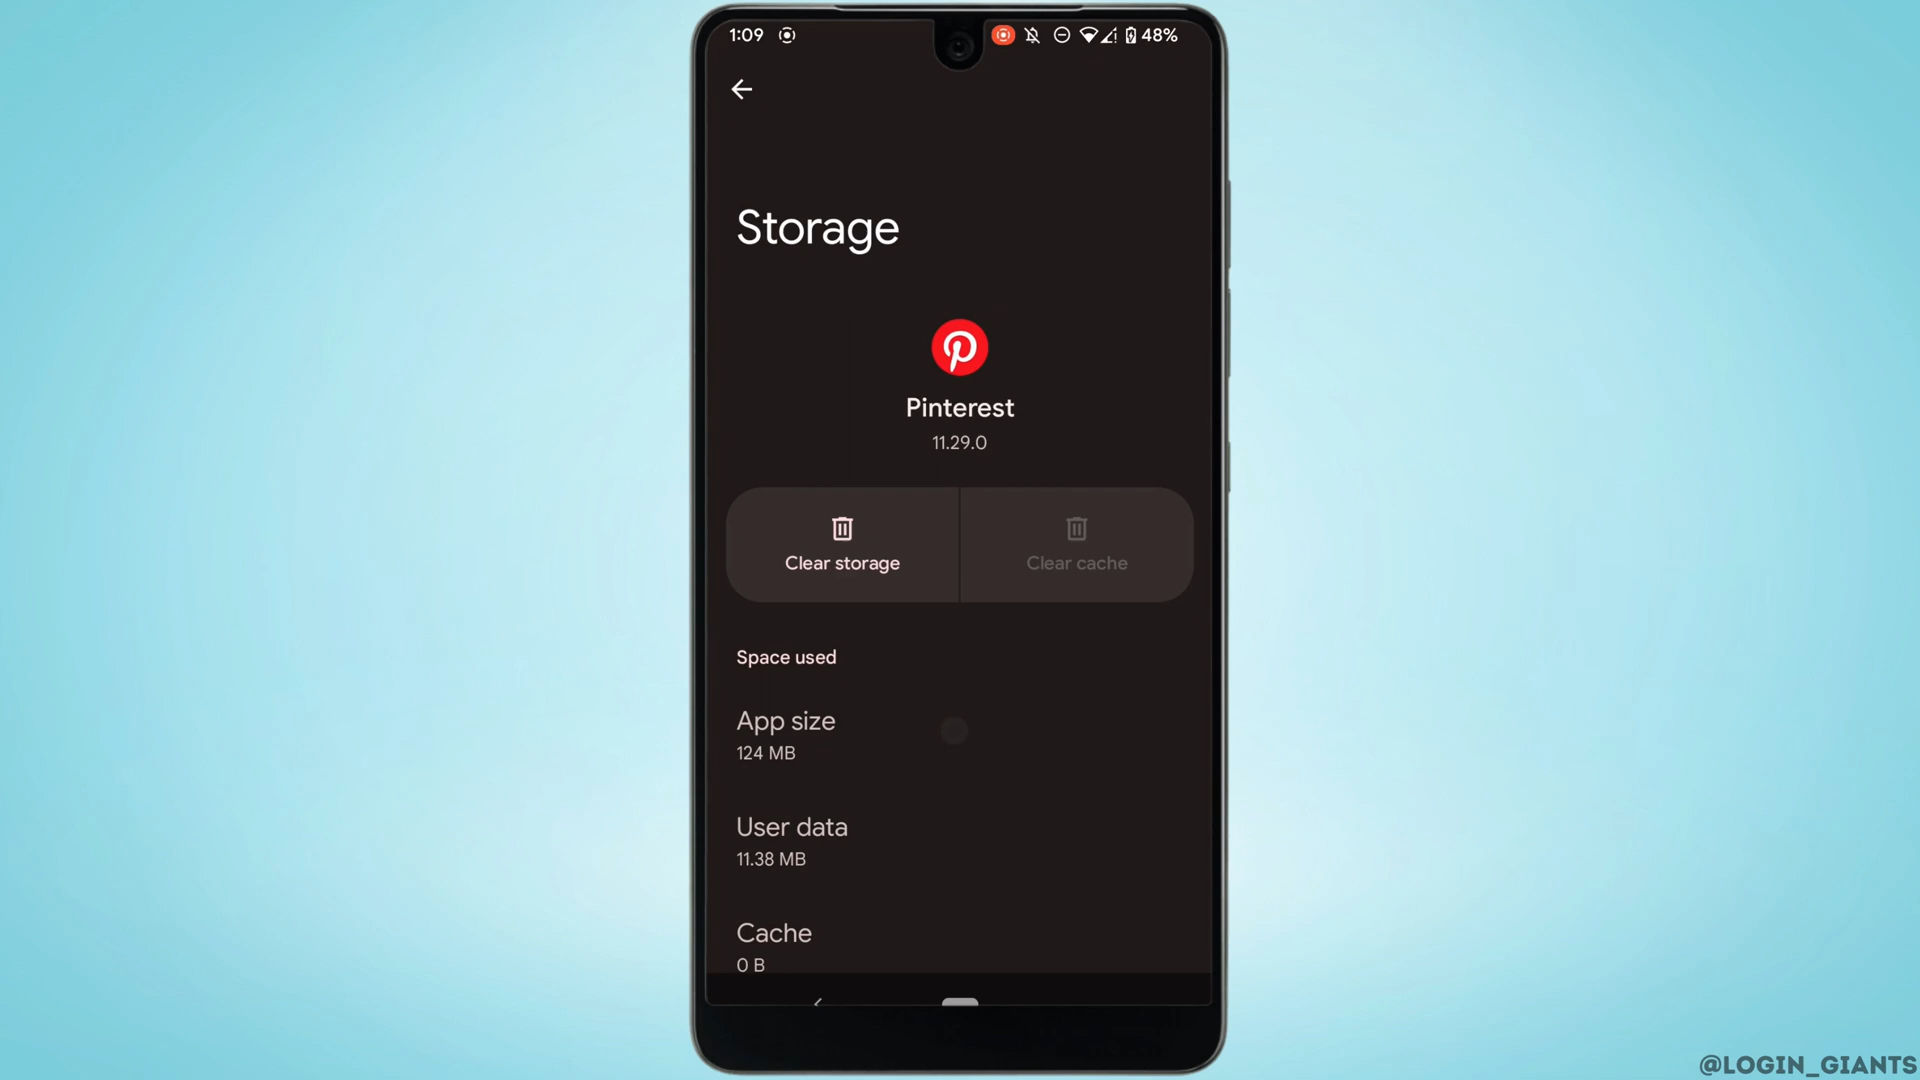 1:09
48%
Storage
Pinterest
11.29.0
Clear storage
Clear cache
Space used
App size
124 MB
User data
11.38 MB
Cache
0 B
@LOGIN_GIANTS